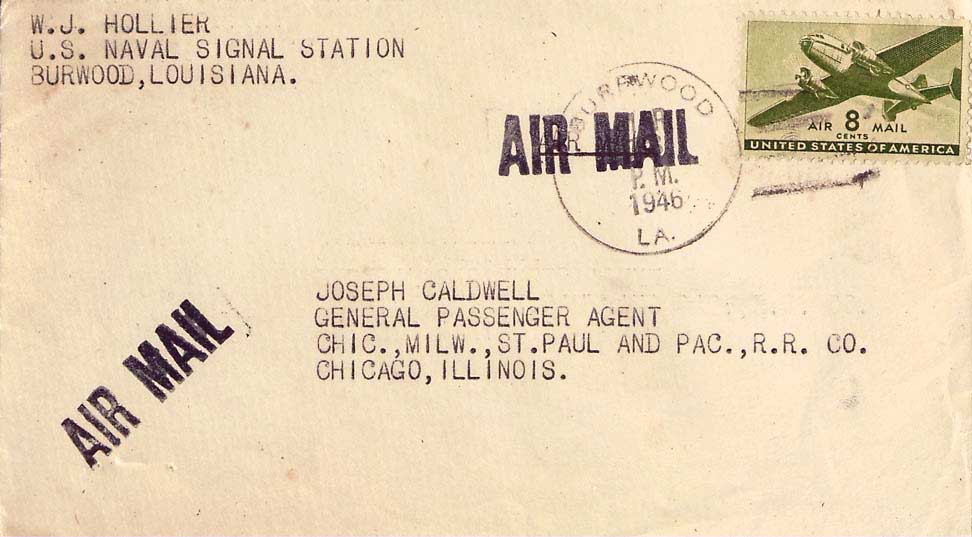 W.J. HOLLIER
U.S. NAVAL SIGNAL STATION
BURWOOD,LOUISIANA.
BURRWOOD
AIR MAIL
P.M.
1946
LA.
AIR 8 MAIL
CENTS
UNITED STATES OF AMERICA
JOSEPH CALDWELL
GENERAL PASSENGER AGENT
CHIC.,MILW.,ST.PAUL AND PAC.,R.R. CO.
CHICAGO,ILLINOIS.
AIR MAIL